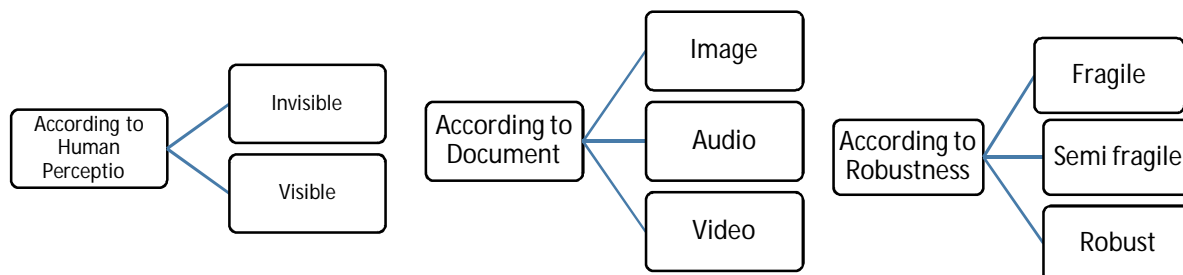 According to
Human
Perceptio
Invisible
Visible
According to
Document
Image
Audio
Video
According to
Robustness
Fragile
Semi fragile
Robust